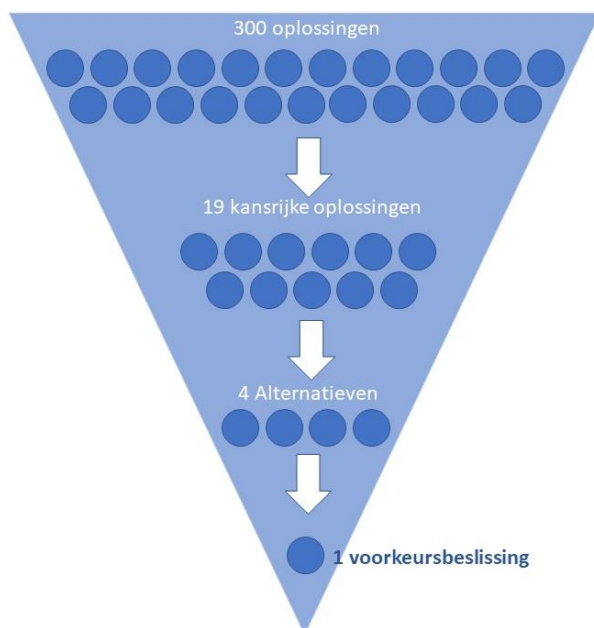 300 oplossingen
19 kansrijke oplossingen
4 Alternatieven
1 voorkeursbeslissing